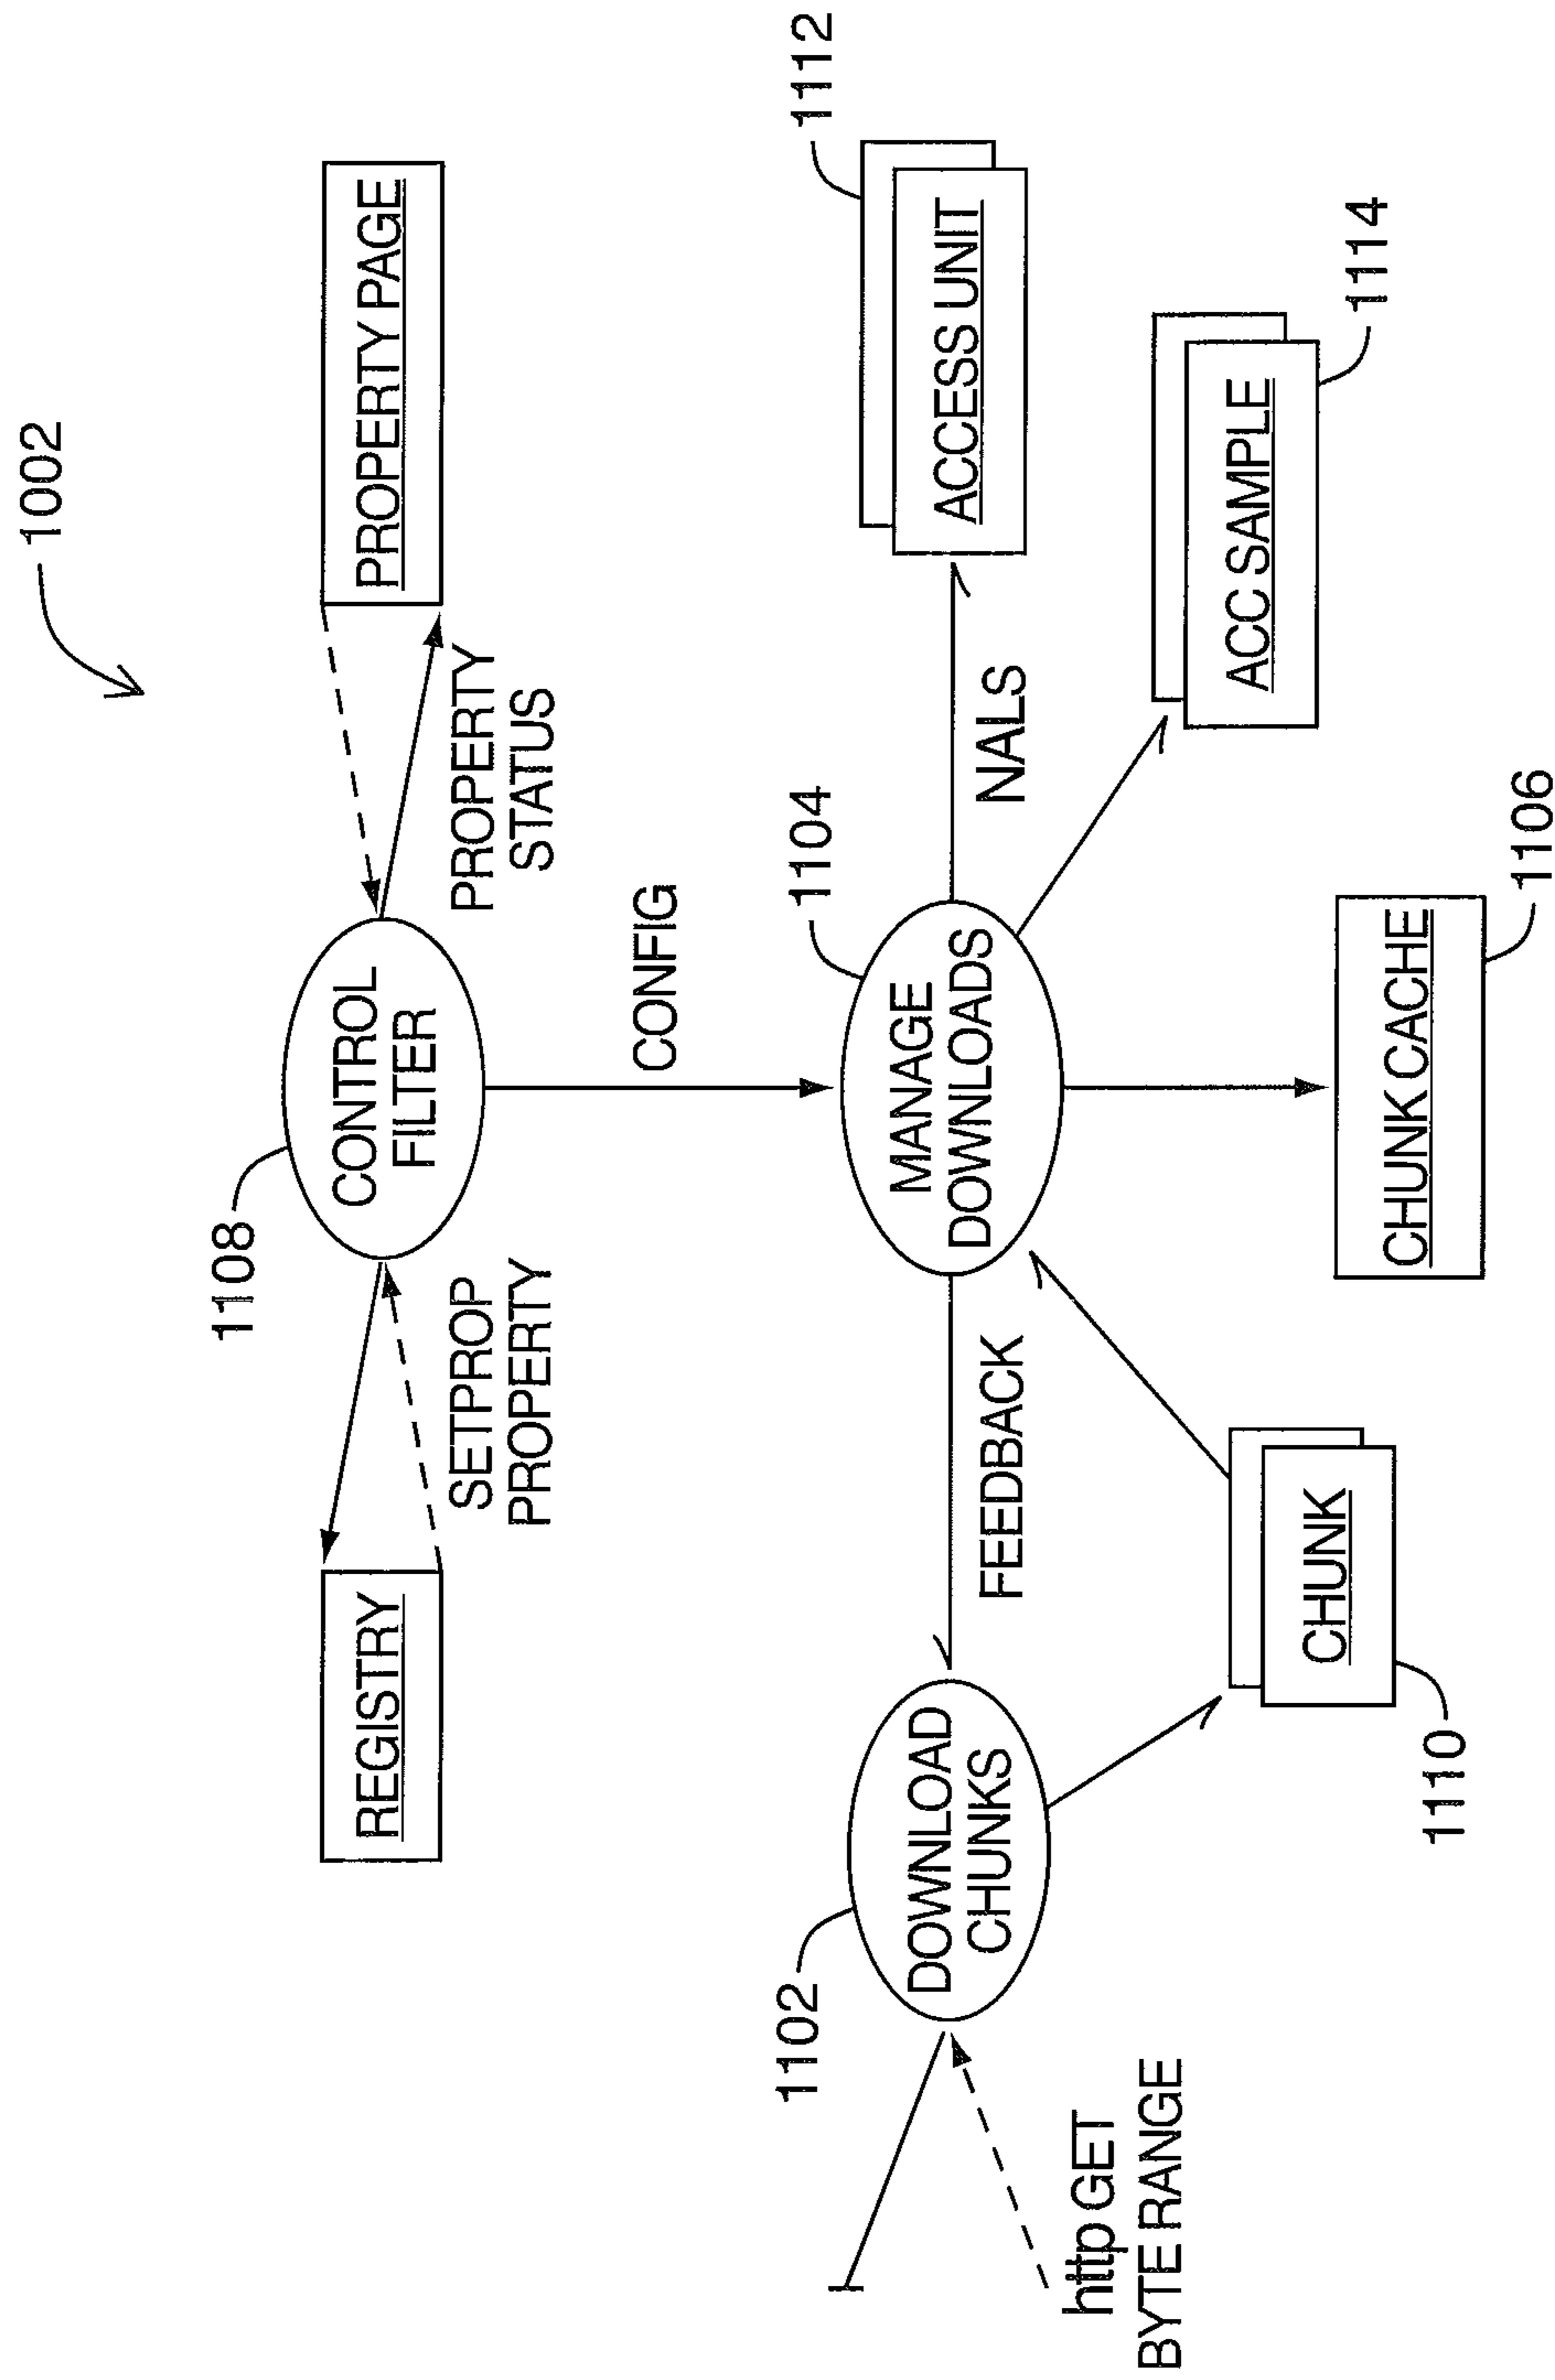 1002
REGISTRY
1108
CONTROL
FILTER
PROPERTY PAGE
SETPROP
PROPERTY
PROPERTY
STATUS
CONFIG
1102
DOWNLOAD
CHUNKS
FEEDBACK
1104
MANAGE
DOWNLOADS
NALS
1112
ACCESS UNIT
http GET
BYTE RANGE
1110
CHUNK
CHUNK CACHE
1106
ACC SAMPLE
1114